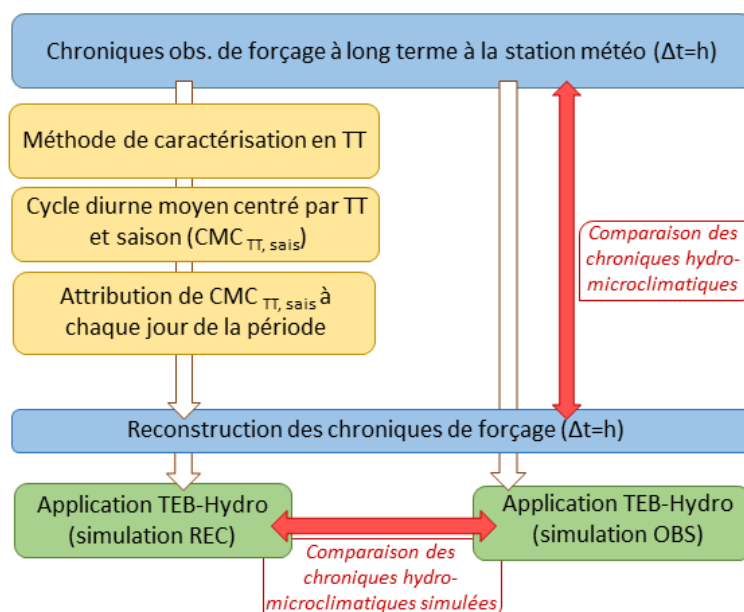 Chroniques obs. de forçage à long terme à la station météo (Δt=h)
Méthode de caractérisation en TT
Cycle diurne moyen centré par TT
et saison (CMC TT, sais)
Attribution de CMC TT, sais à
chaque jour de la période
Comparaison des
chroniques hydro-
microclimatiques
Reconstruction des chroniques de forçage (Δt=h)
Application TEB-Hydro
(simulation REC)
Application TEB-Hydro
(simulation OBS)
Comparaison des
chroniques hydro-
microclimatiques simulées